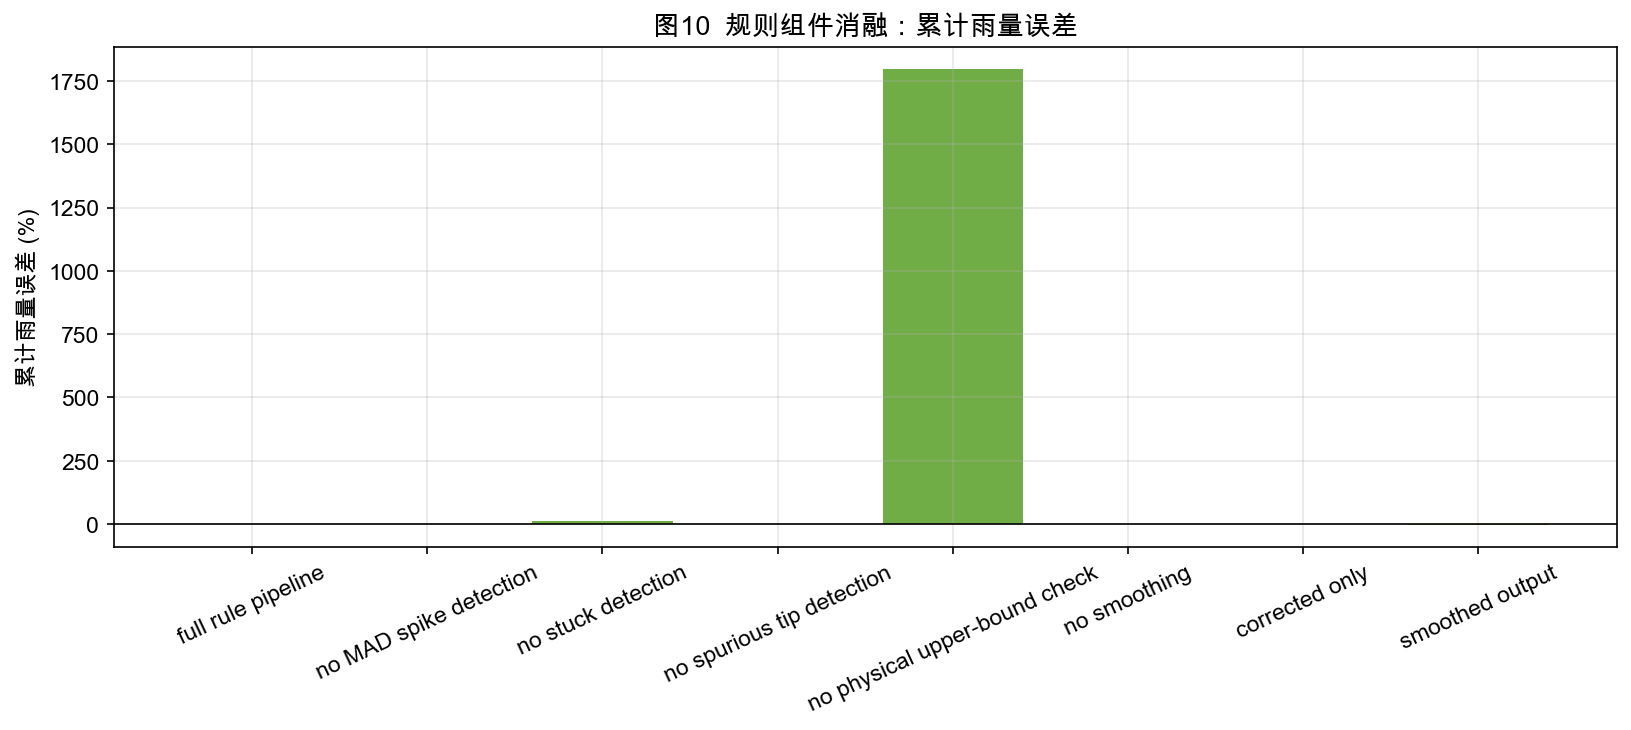 图10 规则组件消融：累计雨量误差
累计雨量误差 (%)
1750
1500
1250
1000
750
500
250
0
full rule pipeline
no MAD spike detection
no stuck detection
no spurious tip detection
no physical upper-bound check
no smoothing
corrected only
smoothed output